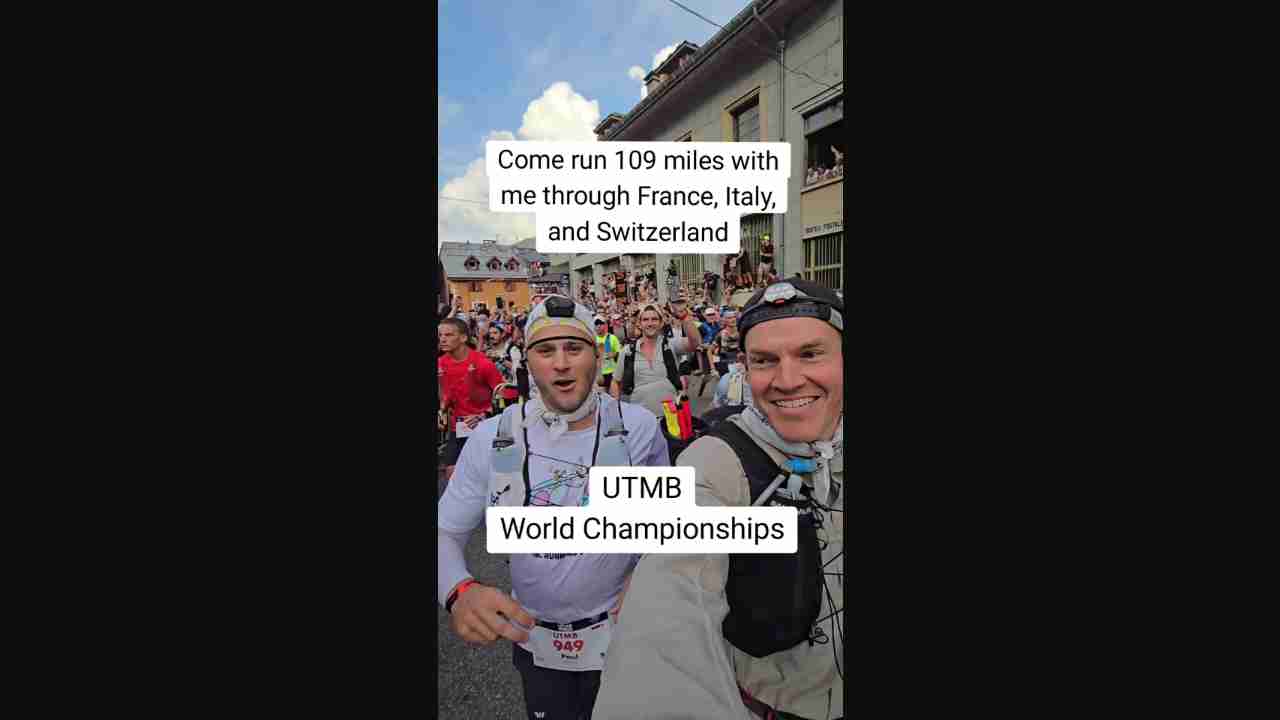 Come run 109 miles with
me through France, Italy,
and Switzerland
UTMB
World Championships
UTMB
949
Paul